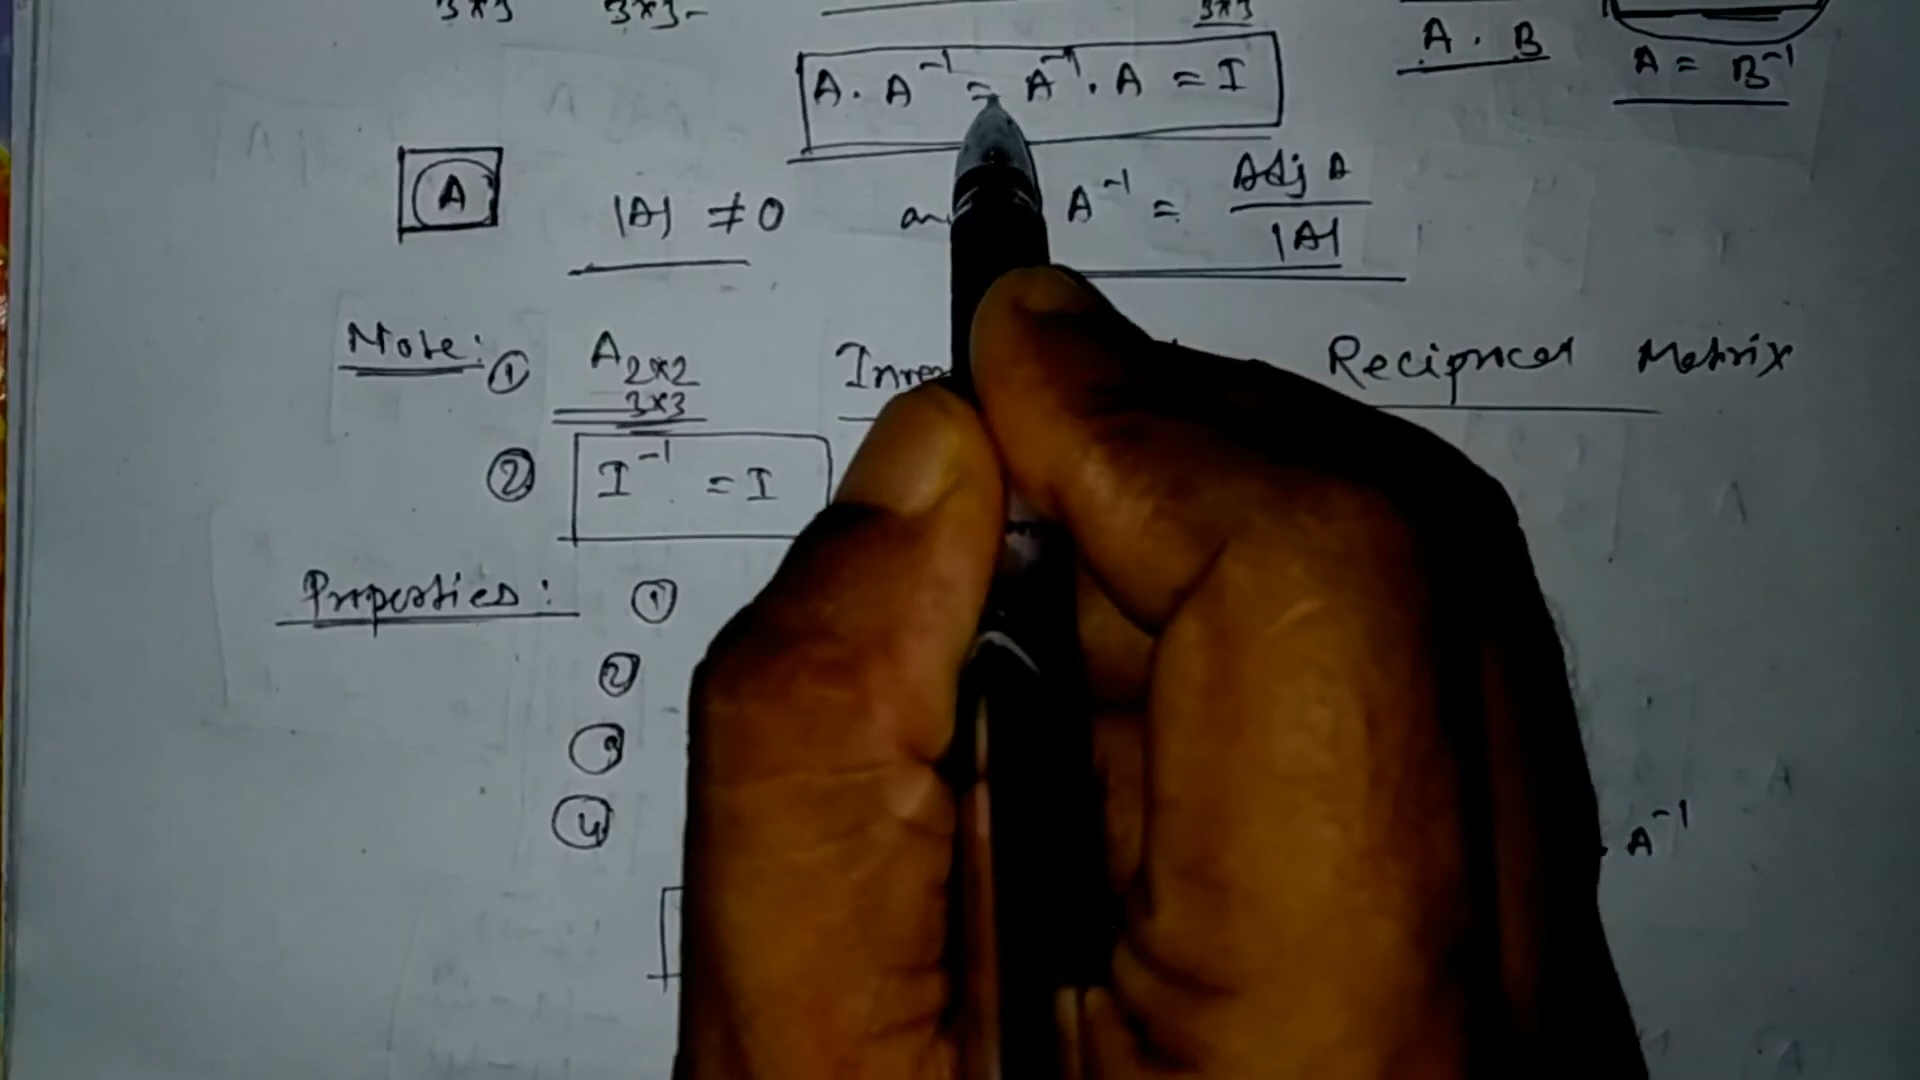 3×3 3×3 3×3
A . B
A . A⁻¹ = A⁻¹ . A = I
A = B⁻¹
A
|A| ≠ 0 A⁻¹ = Adj A / |A|
Note: ① A 2×2 Reciprocal Matrix
3×3
② I⁻¹ = I
Properties: ①
②
③
④ A⁻¹